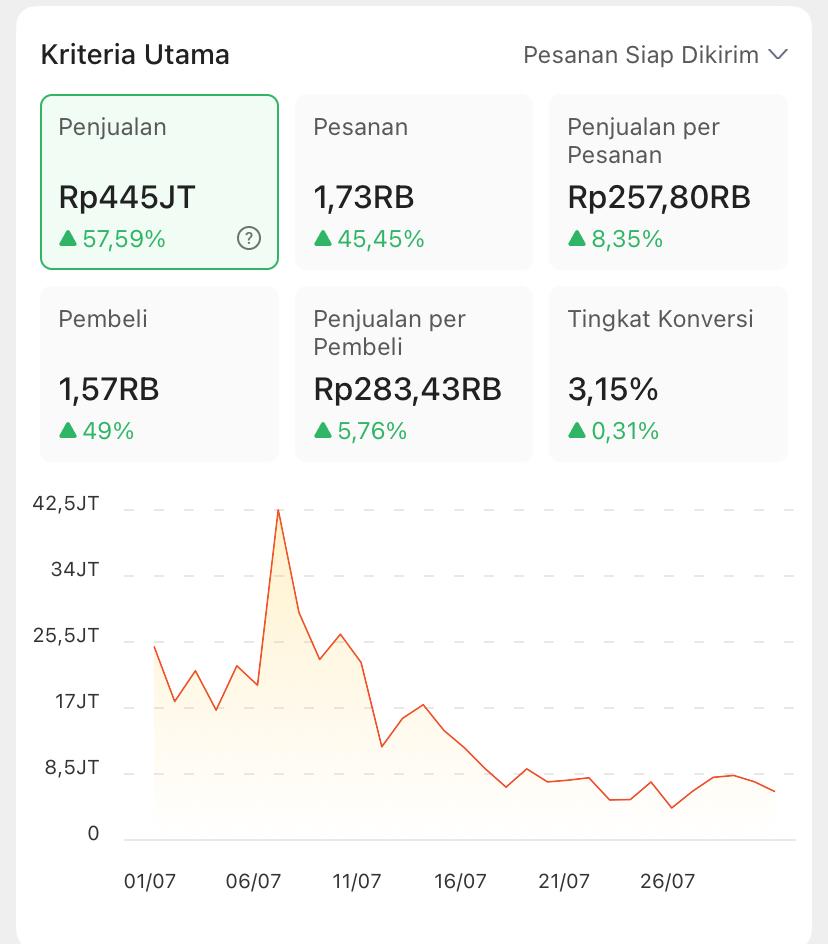 Kriteria Utama
Pesanan Siap Dikirim
Penjualan
Rp445JT
57,59%
?
Pesanan
1,73RB
45,45%
Penjualan per
Pesanan
Rp257,80RB
8,35%
Pembeli
1,57RB
49%
Penjualan per
Pembeli
Rp283,43RB
5,76%
Tingkat Konversi
3,15%
0,31%
42,5JT
34JT
25,5JT
17JT
8,5JT
0
01/07 06/07 11/07 16/07 21/07 26/07